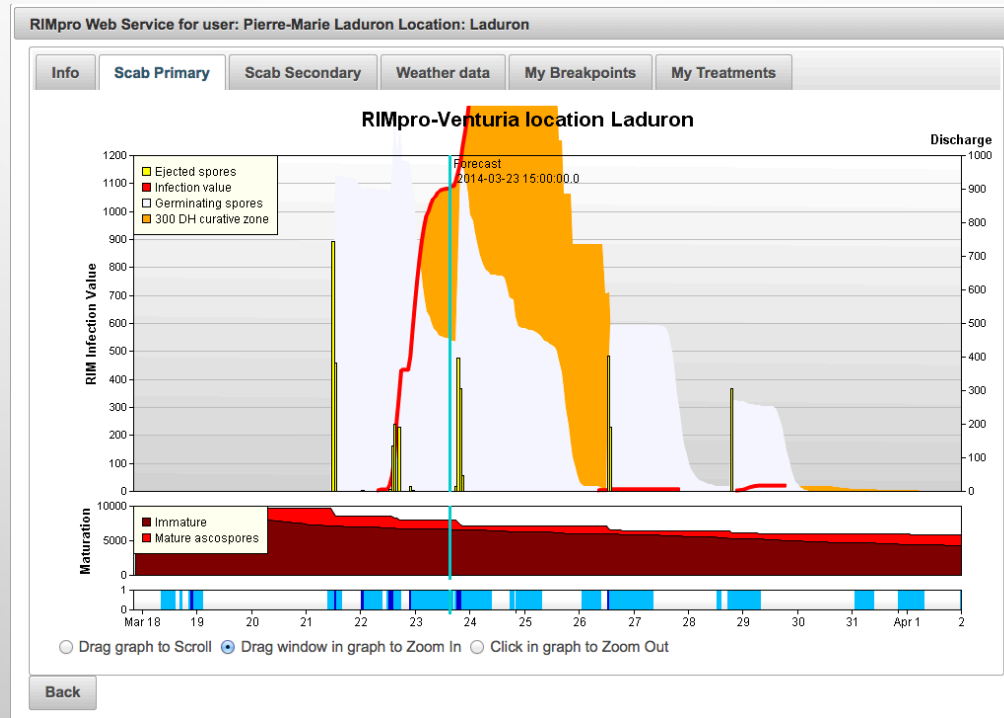 RIMpro Web Service for user: Pierre-Marie Laduron Location: Laduron
Info Scab Primary Scab Secondary Weather data My Breakpoints My Treatments
RIMpro-Venturia location Laduron
Discharge
Forecast
2014-03-23 15:00:00.0
Ejected spores
Infection value
Germinating spores
300 DH curative zone
RIM Infection Value
1200
1100
1000
900
800
700
600
500
400
300
200
100
0
1000
900
800
700
600
500
400
300
200
100
0
Maturation
10000
5000
0
Immature
Mature ascospores
1
0
Mar 18 19 20 21 22 23 24 25 26 27 28 29 30 31 Apr 1 2
Drag graph to Scroll Drag window in graph to Zoom In Click in graph to Zoom Out
Back